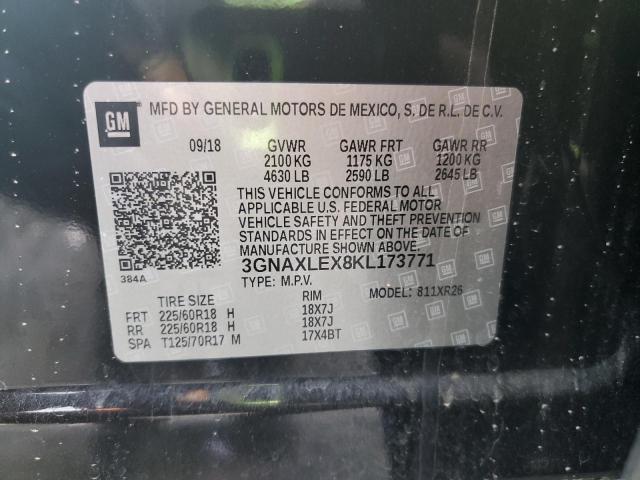 GM
MFD BY GENERAL MOTORS DE MEXICO, S. DE R.L. DE C.V.
09/18 GVWR GAWR FRT GAWR RR
2100 KG 1175 KG 1200 KG
4630 LB 2590 LB 2645 LB
THIS VEHICLE CONFORMS TO ALL
APPLICABLE U.S. FEDERAL MOTOR
VEHICLE SAFETY AND THEFT PREVENTION
STANDARDS IN EFFECT ON THE DATE OF
MANUFACTURE SHOWN ABOVE.
384A 3GNAXLEX8KL173771
TYPE: M.P.V. MODEL: 811XR26
TIRE SIZE RIM
FRT 225/60R18 H 18X7J
RR 225/60R18 H 18X7J
SPA T125/70R17 M 17X4BT